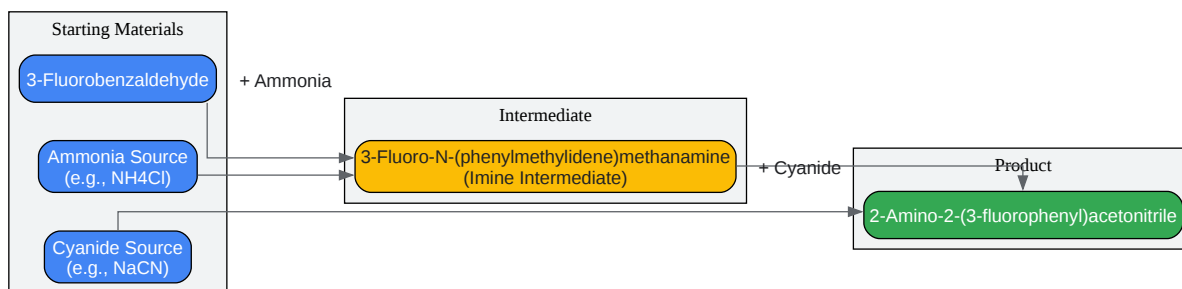 Starting Materials
3-Fluorobenzaldehyde
+ Ammonia
Ammonia Source
(e.g., NH4Cl)
Cyanide Source
(e.g., NaCN)
Intermediate
3-Fluoro-N-(phenylmethylidene)methanamine
(Imine Intermediate)
+ Cyanide
Product
2-Amino-2-(3-fluorophenyl)acetonitrile